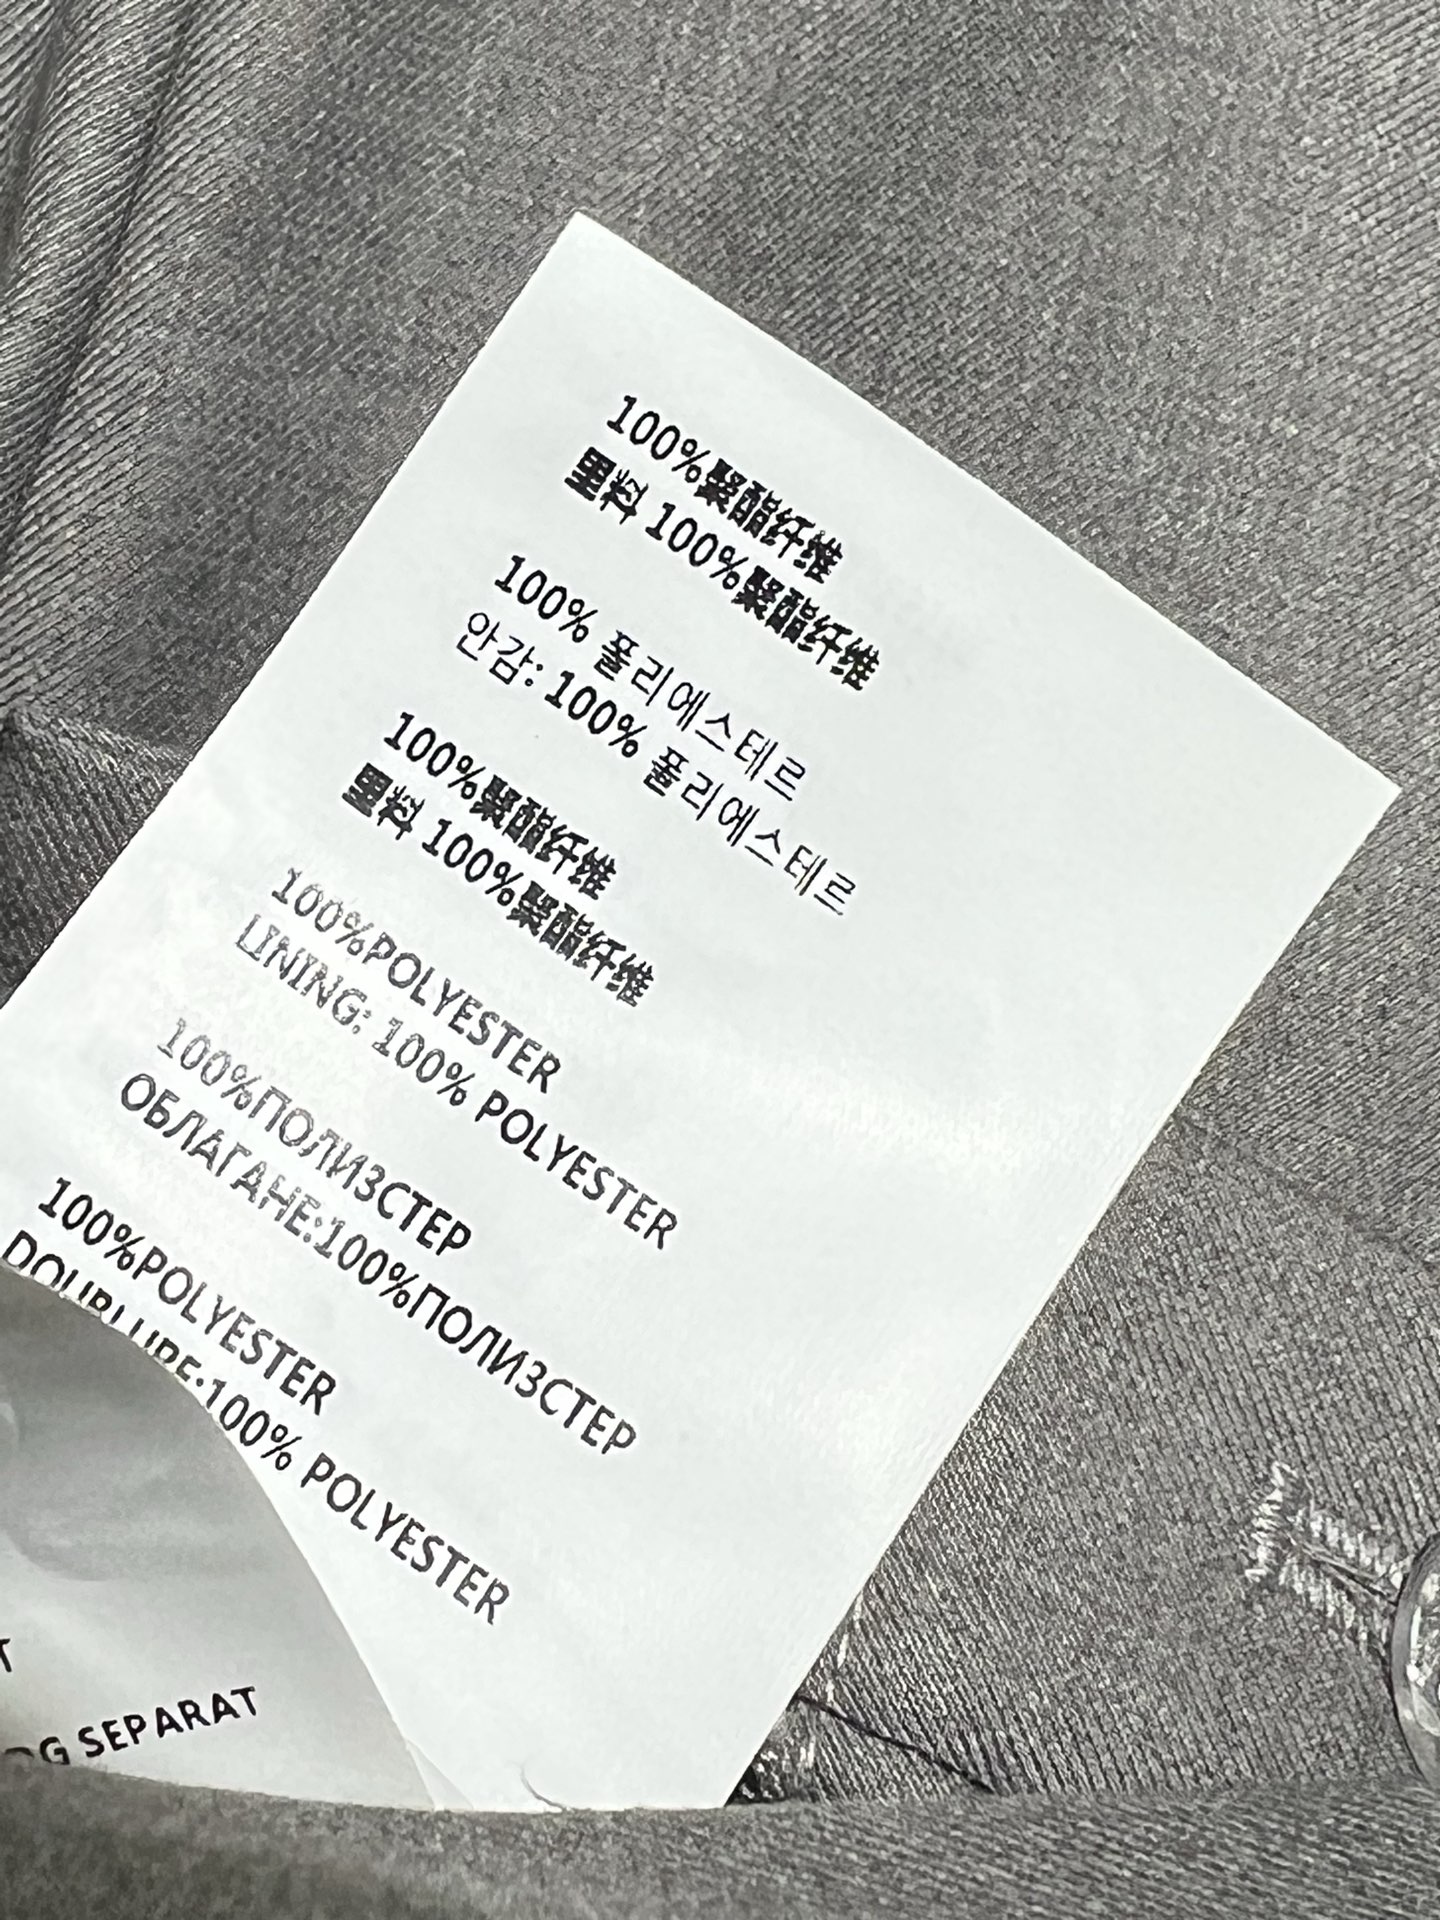 100%聚酯纤维
里料 100%聚酯纤维
100% 폴리에스테르
안감: 100% 폴리에스테르
100%聚酯纤维
里料 100%聚酯纤维
100%POLYESTER
LINING: 100% POLYESTER
100%ПОЛИЗСТЕР
ОБЛАГАНЕ:100%ПОЛИЗСТЕР
100%POLYESTER
DOUBLURE:100% POLYESTER
SEPARAT